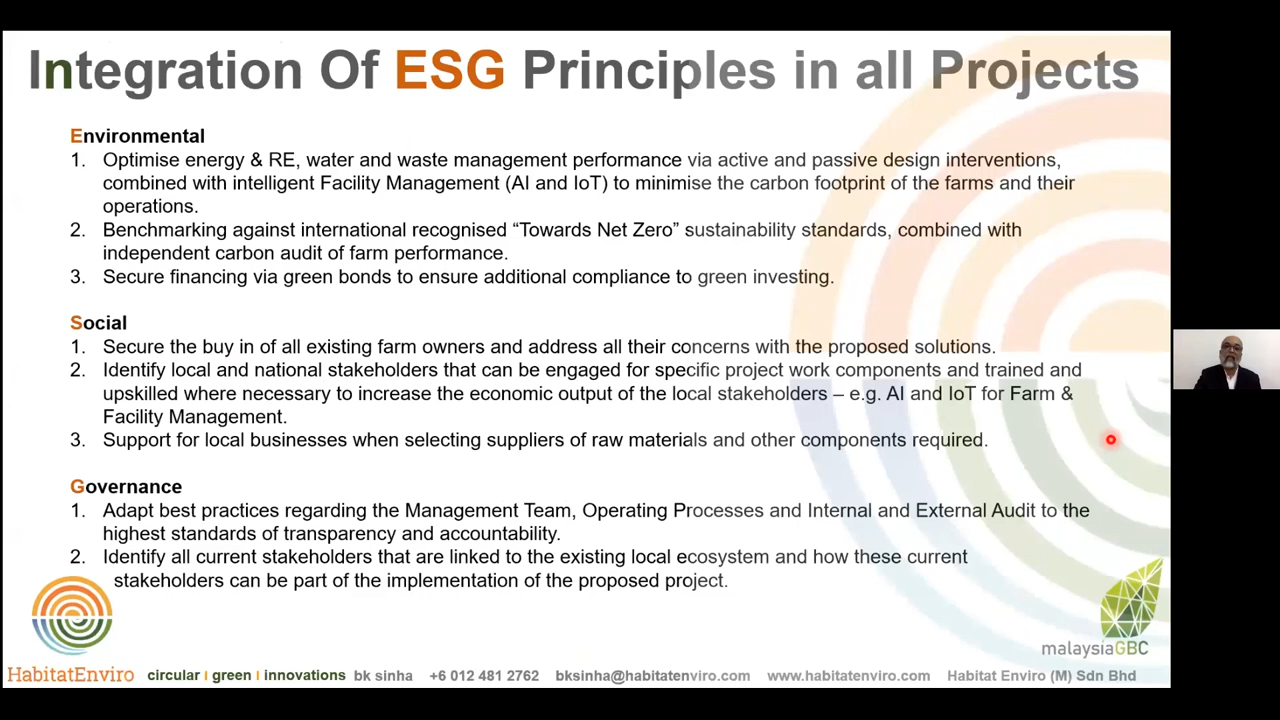 Integration Of ESG Principles in all Projects
Environmental
1. Optimise energy & RE, water and waste management performance via active and passive design interventions,
combined with intelligent Facility Management (AI and IoT) to minimise the carbon footprint of the farms and their
operations.
2. Benchmarking against international recognised “Towards Net Zero” sustainability standards, combined with
independent carbon audit of farm performance.
3. Secure financing via green bonds to ensure additional compliance to green investing.
Social
1. Secure the buy in of all existing farm owners and address all their concerns with the proposed solutions.
2. Identify local and national stakeholders that can be engaged for specific project work components and trained and
upskilled where necessary to increase the economic output of the local stakeholders – e.g. AI and IoT for Farm &
Facility Management.
3. Support for local businesses when selecting suppliers of raw materials and other components required.
Governance
1. Adapt best practices regarding the Management Team, Operating Processes and Internal and External Audit to the
highest standards of transparency and accountability.
2. Identify all current stakeholders that are linked to the existing local ecosystem and how these current
stakeholders can be part of the implementation of the proposed project.
malaysiaGBC
HabitatEnviro circular | green | innovations bk sinha +6 012 481 2762 bksinha@habitatenviro.com www.habitatenviro.com Habitat Enviro (M) Sdn Bhd